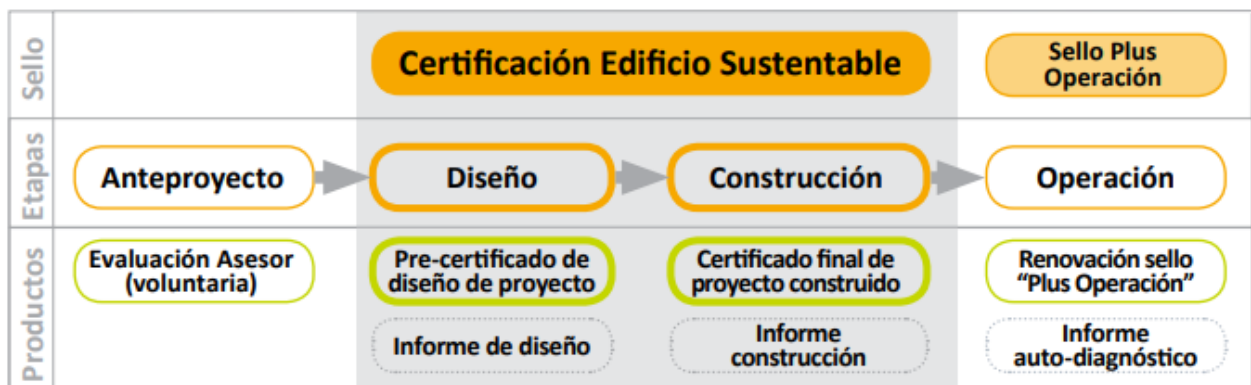 Sello
Certificación Edificio Sustentable
Sello Plus
Operación
Etapas
Anteproyecto
Diseño
Construcción
Operación
Productos
Evaluación Asesor
(voluntaria)
Pre-certificado de
diseño de proyecto
Certificado final de
proyecto construido
Renovación sello
“Plus Operación”
Informe de diseño
Informe
construcción
Informe
auto-diagnóstico